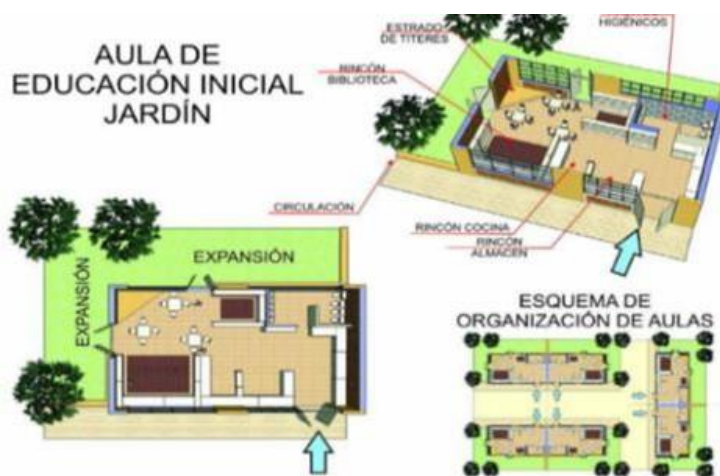 AULA DE
EDUCACIÓN INICIAL
JARDÍN
ESTRADO
DE TITERES
HIGIÉNICOS
RINCÓN
BIBLIOTECA
CIRCULACIÓN
RINCÓN COCINA
RINCÓN
ALMACEN
EXPANSIÓN
EXPANSIÓN
ESQUEMA DE
ORGANIZACIÓN DE AULAS